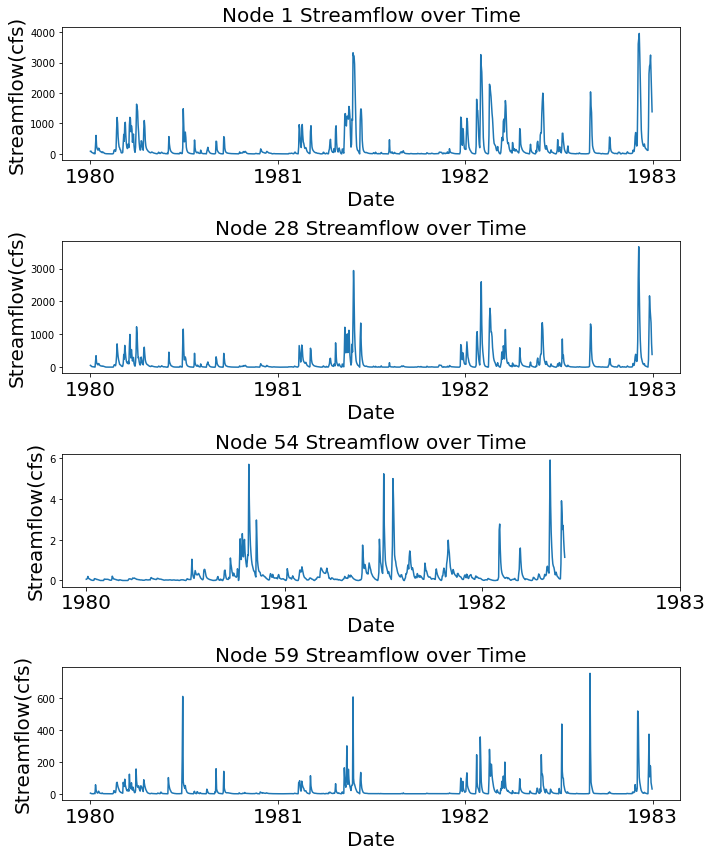 Node 1 Streamflow over Time
Streamflow(cfs)
4000
3000
2000
1000
0
1980 1981 1982 1983
Date
Node 28 Streamflow over Time
Streamflow(cfs)
3000
2000
1000
0
1980 1981 1982 1983
Date
Node 54 Streamflow over Time
Streamflow(cfs)
6
4
2
0
1980 1981 1982 1983
Date
Node 59 Streamflow over Time
Streamflow(cfs)
600
400
200
0
1980 1981 1982 1983
Date